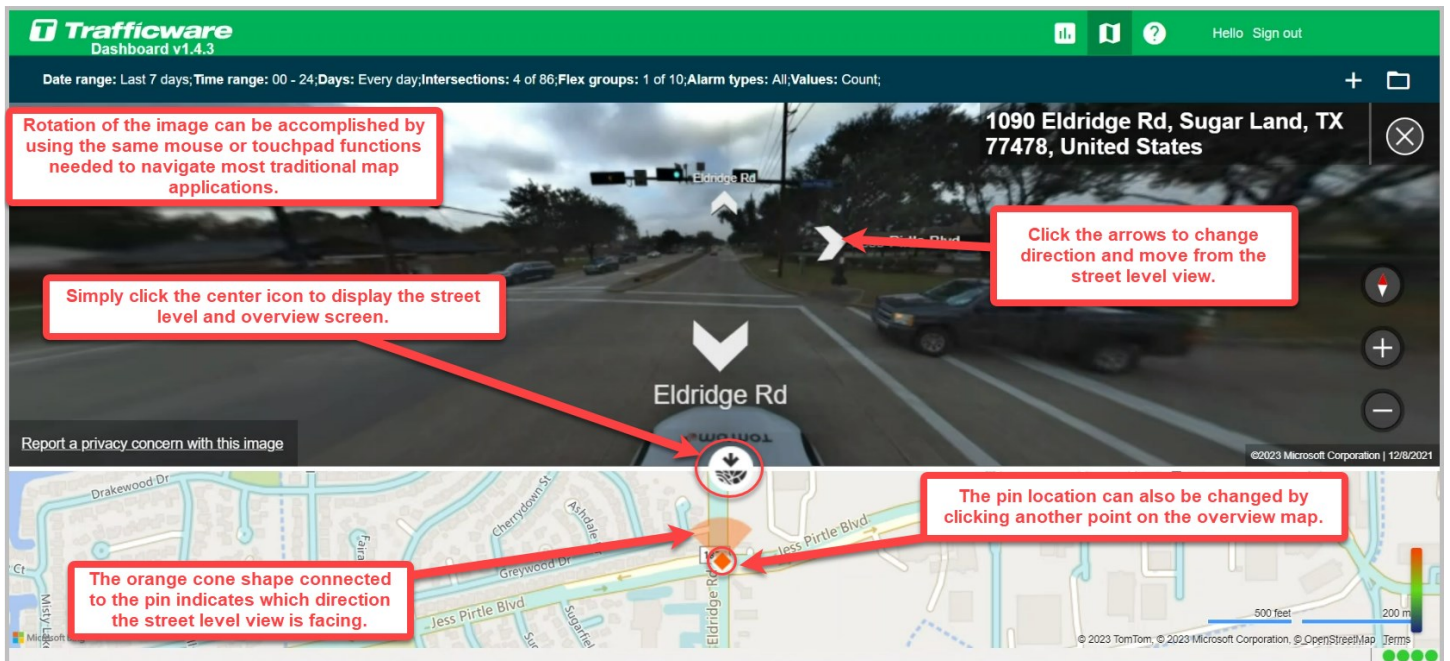 Trafficware
Dashboard v1.4.3
Hello Sign out
Date range: Last 7 days;Time range: 00 - 24;Days: Every day;Intersections: 4 of 86;Flex groups: 1 of 10;Alarm types: All;Values: Count;
Rotation of the image can be accomplished by
using the same mouse or touchpad functions
needed to navigate most traditional map
applications.
1090 Eldridge Rd, Sugar Land, TX
77478, United States
Eldridge Rd
Click the arrows to change
direction and move from the
street level view.
Pirtle Blvd
Simply click the center icon to display the street
level and overview screen.
Eldridge Rd
TOMTOM
Report a privacy concern with this image
©2023 Microsoft Corporation | 12/8/2021
Drakewood Dr
Cherrydown St
Ashdale
The pin location can also be changed by
clicking another point on the overview map.
Jess Pirtle Blvd
Greywood Dr
Ct
The orange cone shape connected
to the pin indicates which direction
the street level view is facing.
Jess Pirtle Blvd
Eldridge Rd
Misty
500 feet
200 m
Microsoft
© 2023 TomTom, © 2023 Microsoft Corporation, © OpenStreetMap Terms